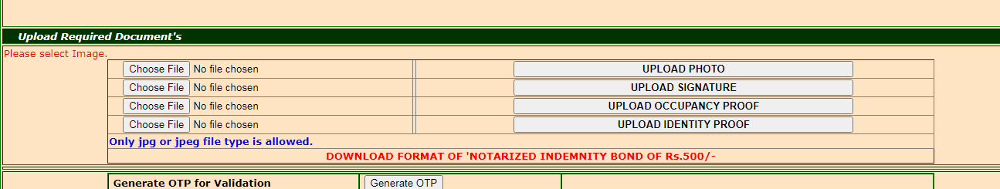 Upload Required Document's
Please select Image.
Choose File No file chosen UPLOAD PHOTO
Choose File No file chosen UPLOAD SIGNATURE
Choose File No file chosen UPLOAD OCCUPANCY PROOF
Choose File No file chosen UPLOAD IDENTITY PROOF
Only jpg or jpeg file type is allowed.
DOWNLOAD FORMAT OF 'NOTARIZED INDEMNITY BOND OF Rs.500/-
Generate OTP for Validation Generate OTP